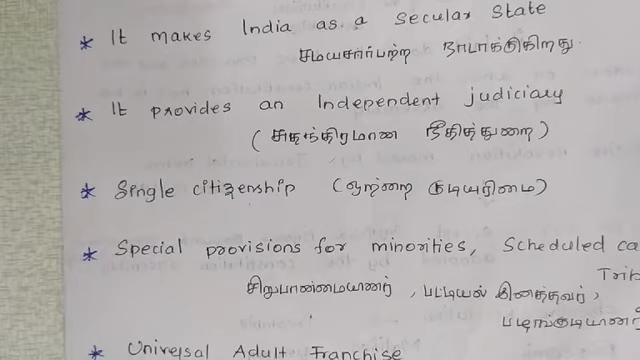 * It makes India as a secular state
சமயசார்பற்ற நாடாக்குகிறது.
* It provides an Independent judiciary
(சுதந்திரமான நீதித்துறை)
* Single citizenship (ஒற்றை குடியுரிமை)
* Special provisions for minorities, Scheduled ca
Trib
சிறுபான்மையினர், பட்டியல் இனத்தவர்,
பழங்குடியினர்
* Universal Adult Franchise